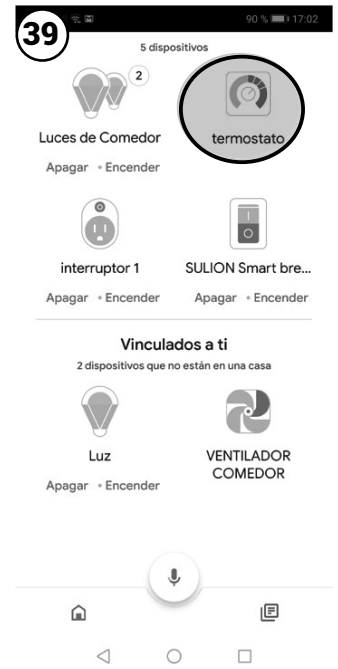 39
90 % 17:02
5 dispositivos
2
Luces de Comedor
Apagar • Encender
termostato
interruptor 1
Apagar • Encender
SULION Smart bre...
Apagar • Encender
Vinculados a ti
2 dispositivos que no están en una casa
Luz
Apagar • Encender
VENTILADOR
COMEDOR